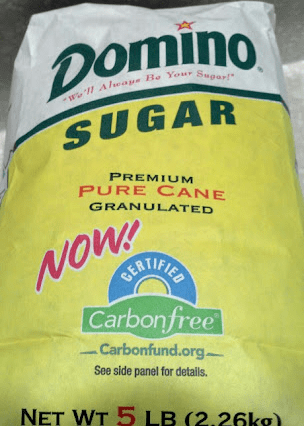 Domino
"We'll Always Be Your Sugar!"
SUGAR
PREMIUM
PURE CANE
GRANULATED
NOW!
CERTIFIED
Carbonfree®
Carbonfund.org
See side panel for details.
NET WT 5 LB (2.26kg)